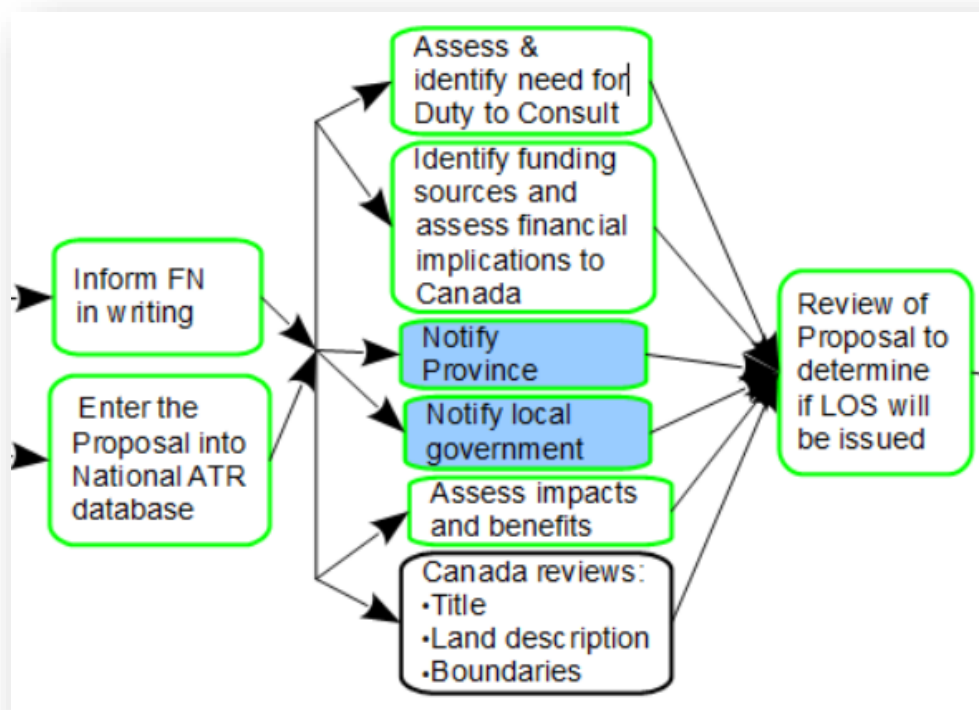 Assess &
identify need for
Duty to Consult
Identify funding
sources and
assess financial
implications to
Canada
Inform FN
in writing
Enter the
Proposal into
National ATR
database
Notify
Province
Notify local
government
Assess impacts
and benefits
Canada reviews:
•Title
•Land description
•Boundaries
Review of
Proposal to
determine
if LOS will
be issued